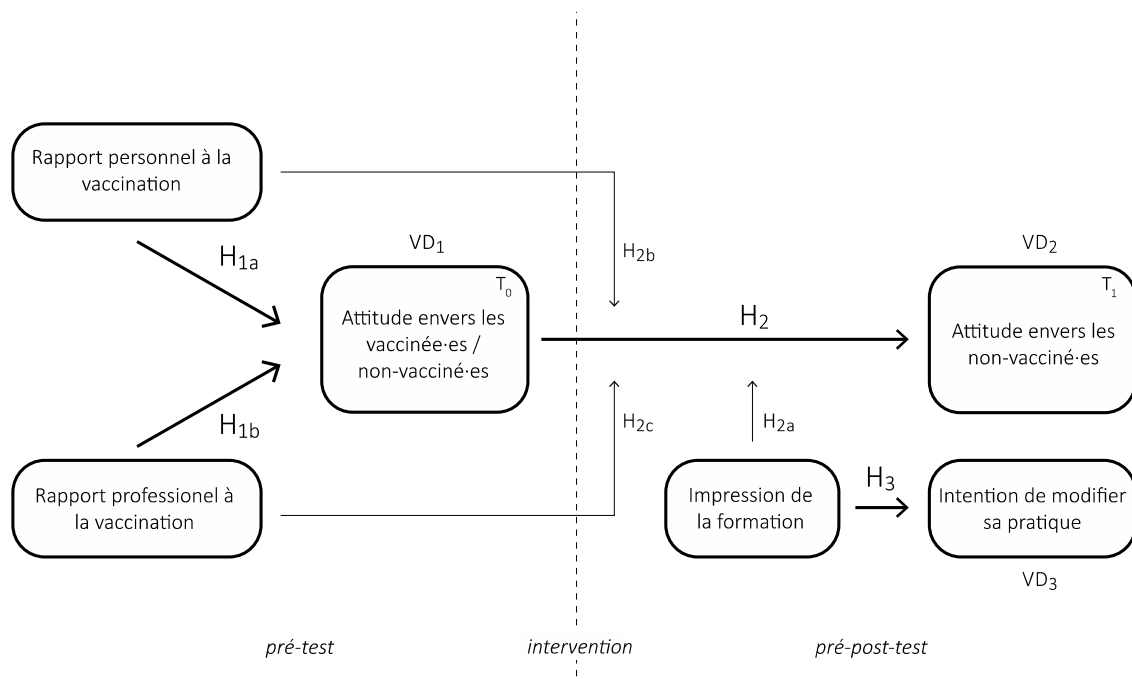 Rapport personnel à la
vaccination
H1a
VD1
T0
Attitude envers les
vaccinée·es /
non-vacciné·es
H1b
Rapport professionel à
la vaccination
H2b
H2
H2c
H2a
VD2
T1
Attitude envers les
non-vacciné·es
Impression de
la formation
H3
Intention de modifier
sa pratique
VD3
pré-test
intervention
pré-post-test